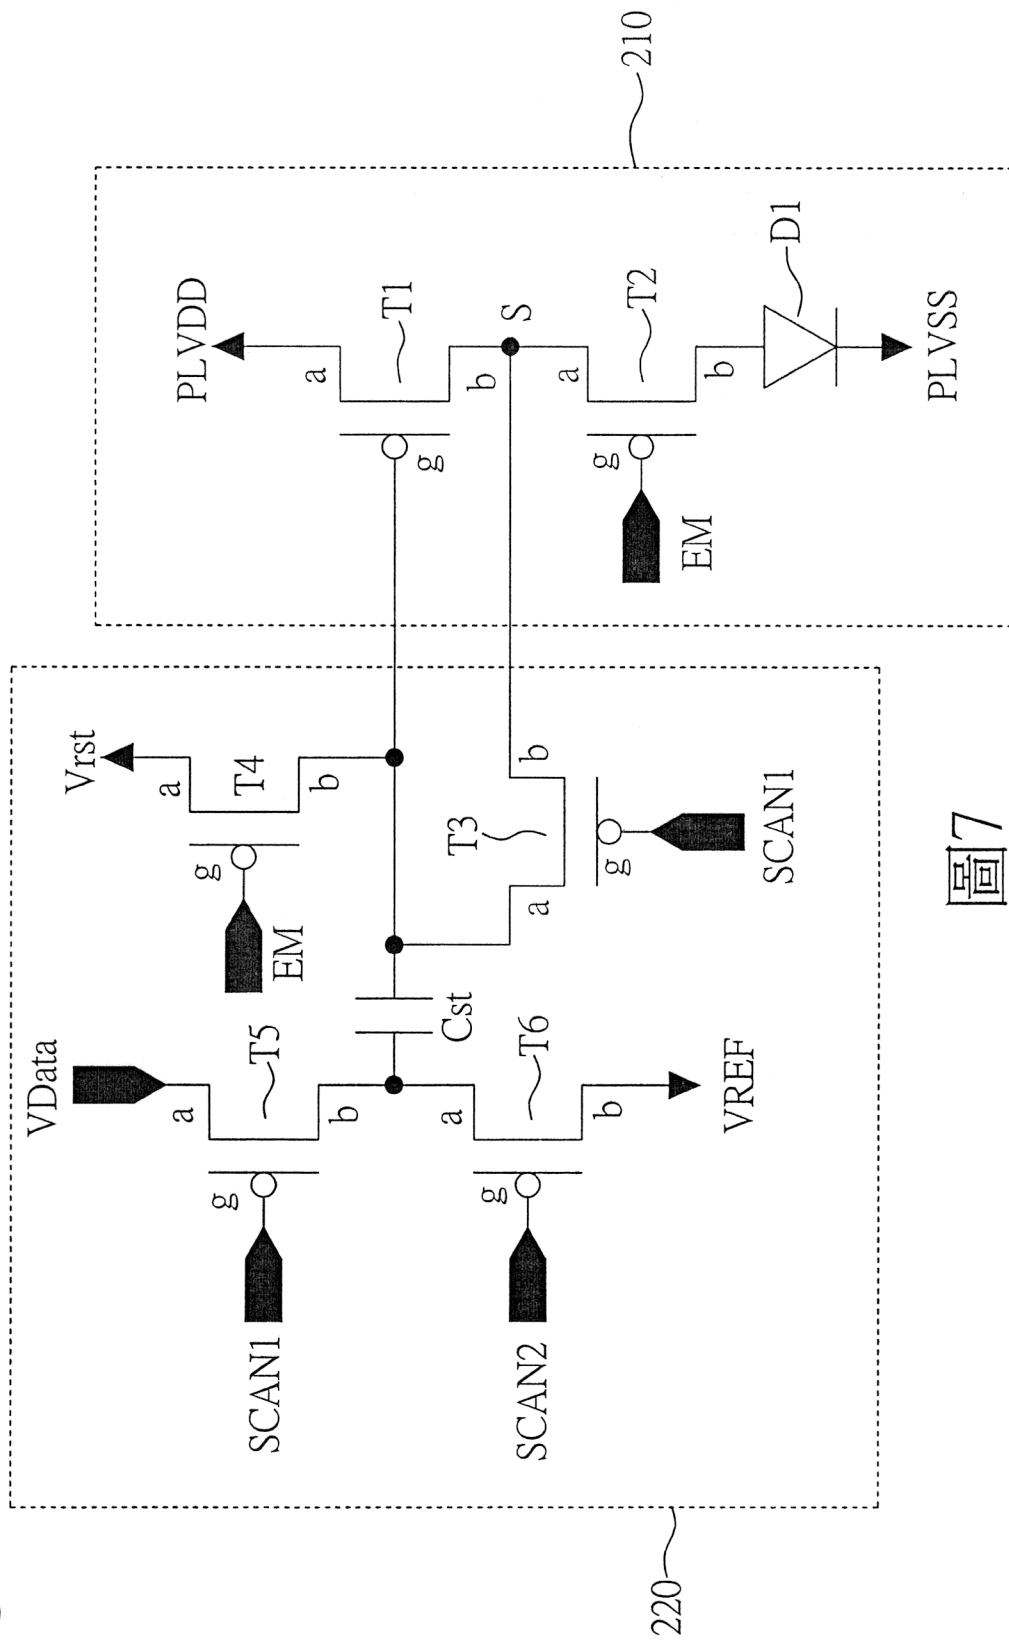 210
PLVDD
a
T1
g
b
S
a
T2
g
b
EM
D1
PLVSS
Vrst
a
T4
g
b
EM
T3
a
b
g
SCAN1
VData
a
T5
g
b
SCAN1
Cst
a
T6
g
b
SCAN2
VREF
220
圖7